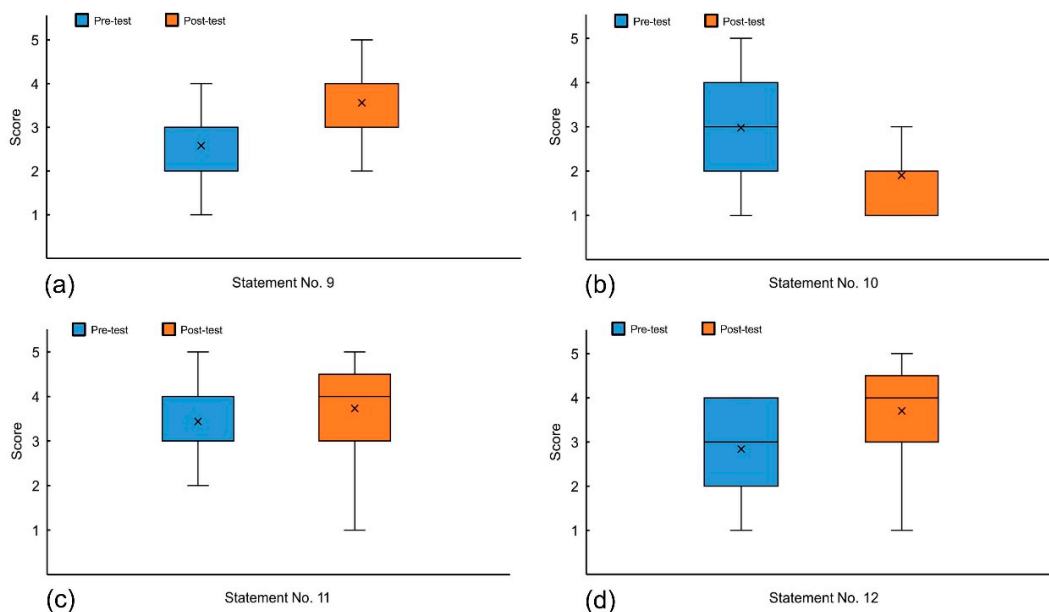 Pre-test Post-test
5
4
3
2
1
Score
(a) Statement No. 9
Pre-test Post-test
5
4
3
2
1
Score
(b) Statement No. 10
Pre-test Post-test
5
4
3
2
1
Score
(c) Statement No. 11
Pre-test Post-test
5
4
3
2
1
Score
(d) Statement No. 12